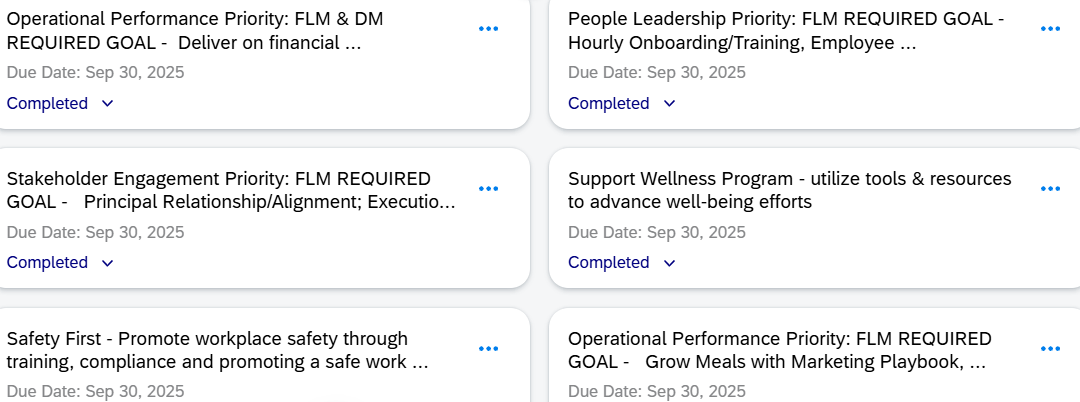 Operational Performance Priority: FLM & DM
REQUIRED GOAL -  Deliver on financial ...
Due Date: Sep 30, 2025
Completed
People Leadership Priority: FLM REQUIRED GOAL -
Hourly Onboarding/Training, Employee ...
Due Date: Sep 30, 2025
Completed
Stakeholder Engagement Priority: FLM REQUIRED
GOAL -   Principal Relationship/Alignment; Executio...
Due Date: Sep 30, 2025
Completed
Support Wellness Program - utilize tools & resources
to advance well-being efforts
Due Date: Sep 30, 2025
Completed
Safety First - Promote workplace safety through
training, compliance and promoting a safe work ...
Due Date: Sep 30, 2025
Operational Performance Priority: FLM REQUIRED
GOAL -   Grow Meals with Marketing Playbook, ...
Due Date: Sep 30, 2025